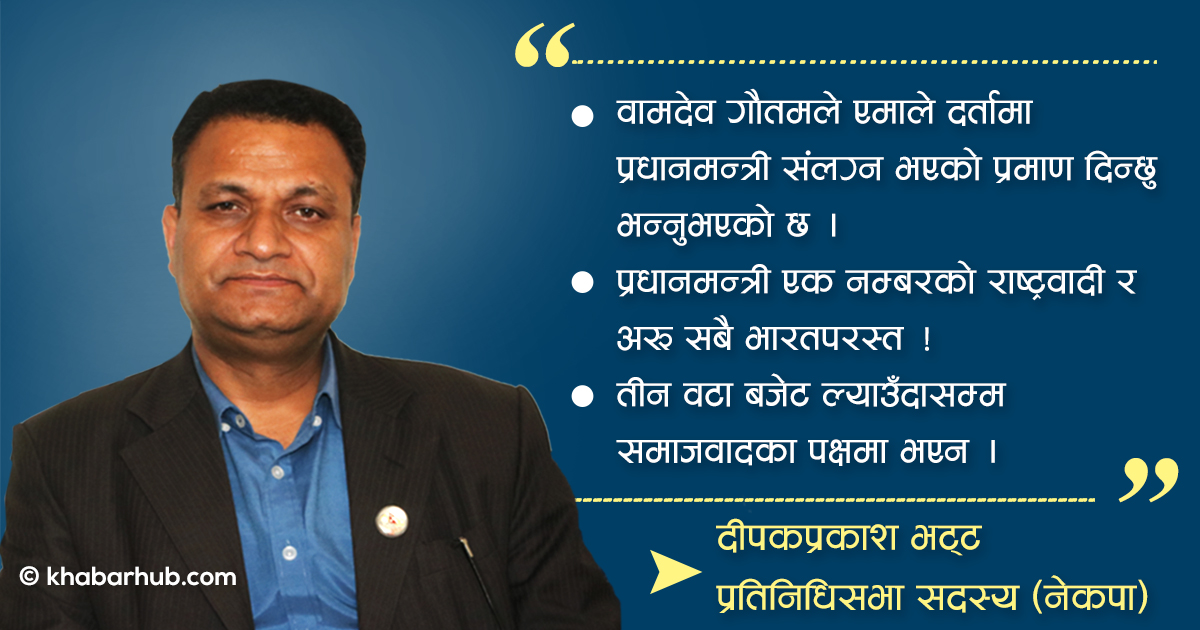 वामदेव गौतमले एमाले दर्तामा
प्रधानमन्त्री संलग्न भएको प्रमाण दिन्छु
भन्नुभएको छ ।
प्रधानमन्त्री एक नम्बरको राष्ट्रवादी र
अरु सबै भारतपरस्त !
तीन वटा बजेट ल्याउँदासम्म
समाजवादका पक्षमा भएन ।
दीपकप्रकाश भट्ट
प्रतिनिधिसभा सदस्य (नेकपा)
© khabarhub.com